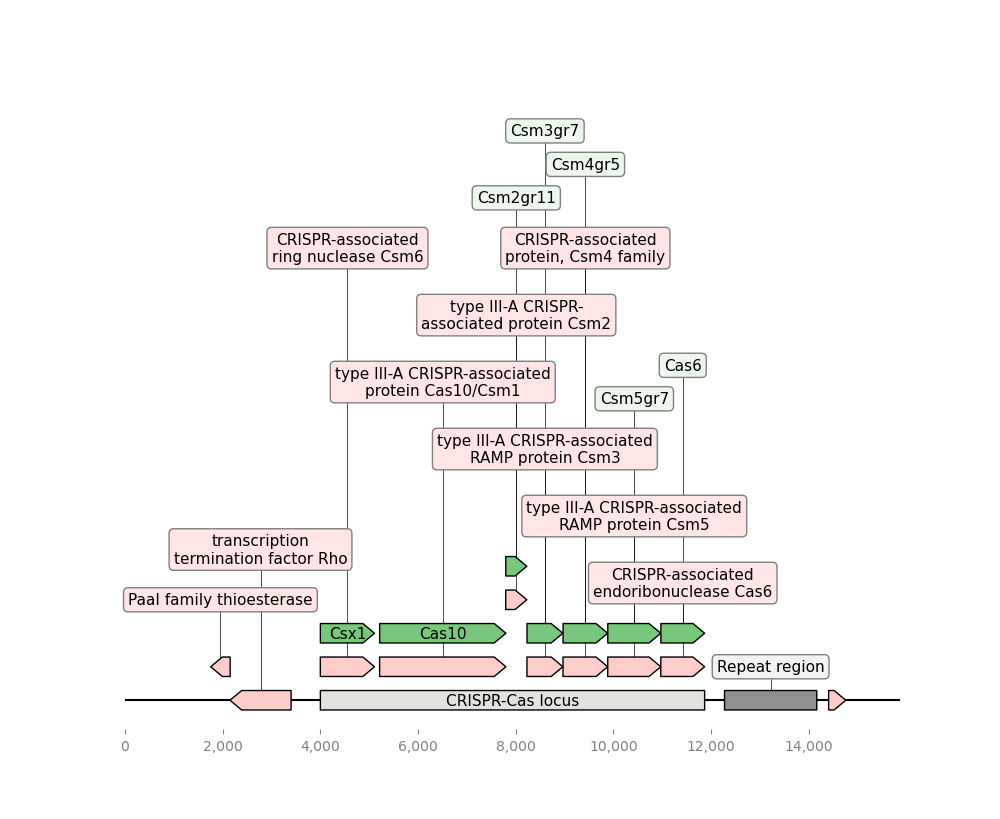 Csm3gr7
Csm4gr5
Csm2gr11
CRISPR-associated
ring nuclease Csm6
CRISPR-associated
protein, Csm4 family
type III-A CRISPR-
associated protein Csm2
Cas6
type III-A CRISPR-associated
protein Cas10/Csm1
Csm5gr7
type III-A CRISPR-associated
RAMP protein Csm3
type III-A CRISPR-associated
RAMP protein Csm5
transcription
termination factor Rho
CRISPR-associated
endoribonuclease Cas6
PaaI family thioesterase
Csx1
Cas10
Repeat region
CRISPR-Cas locus
0 2,000 4,000 6,000 8,000 10,000 12,000 14,000